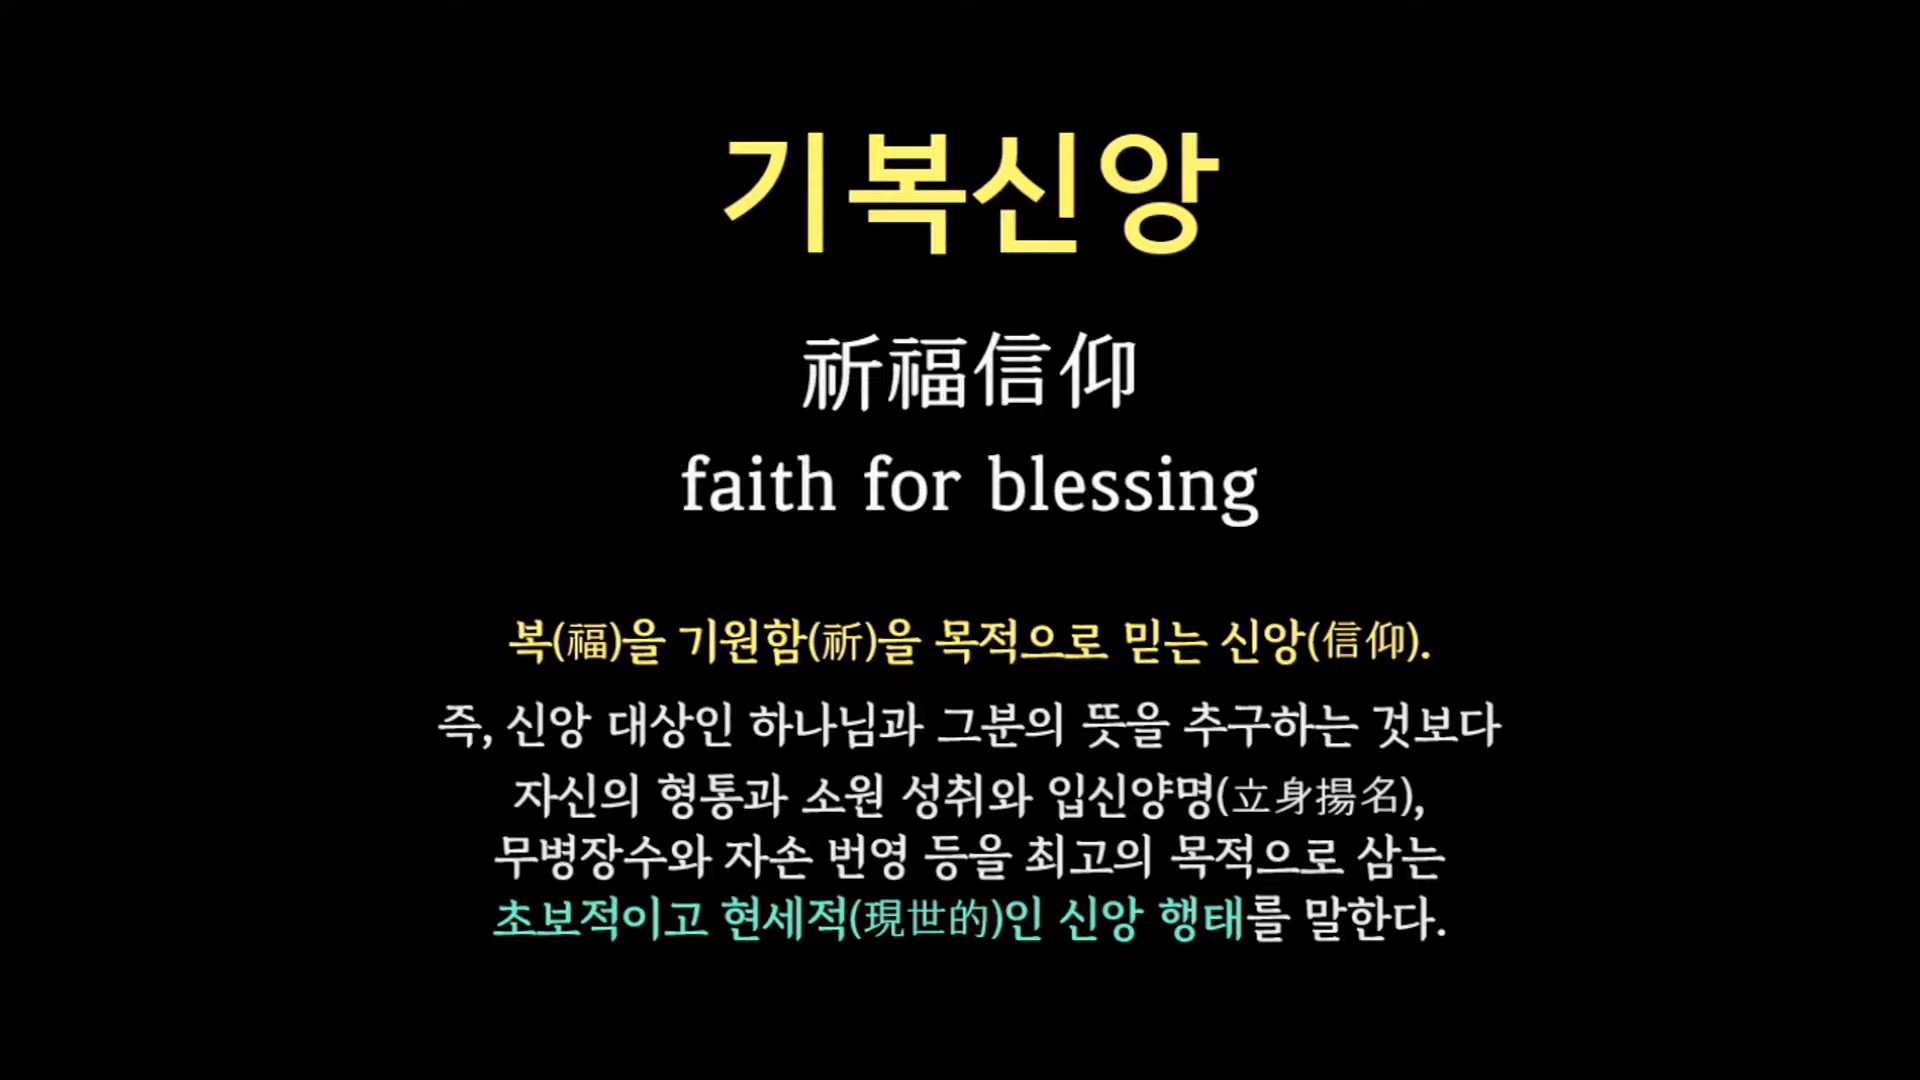 기복신앙
祈福信仰
faith for blessing
복(福)을 기원함(祈)을 목적으로 믿는 신앙(信仰).
즉, 신앙 대상인 하나님과 그분의 뜻을 추구하는 것보다
자신의 형통과 소원 성취와 입신양명(立身揚名),
무병장수와 자손 번영 등을 최고의 목적으로 삼는
초보적이고 현세적(現世的)인 신앙 행태를 말한다.